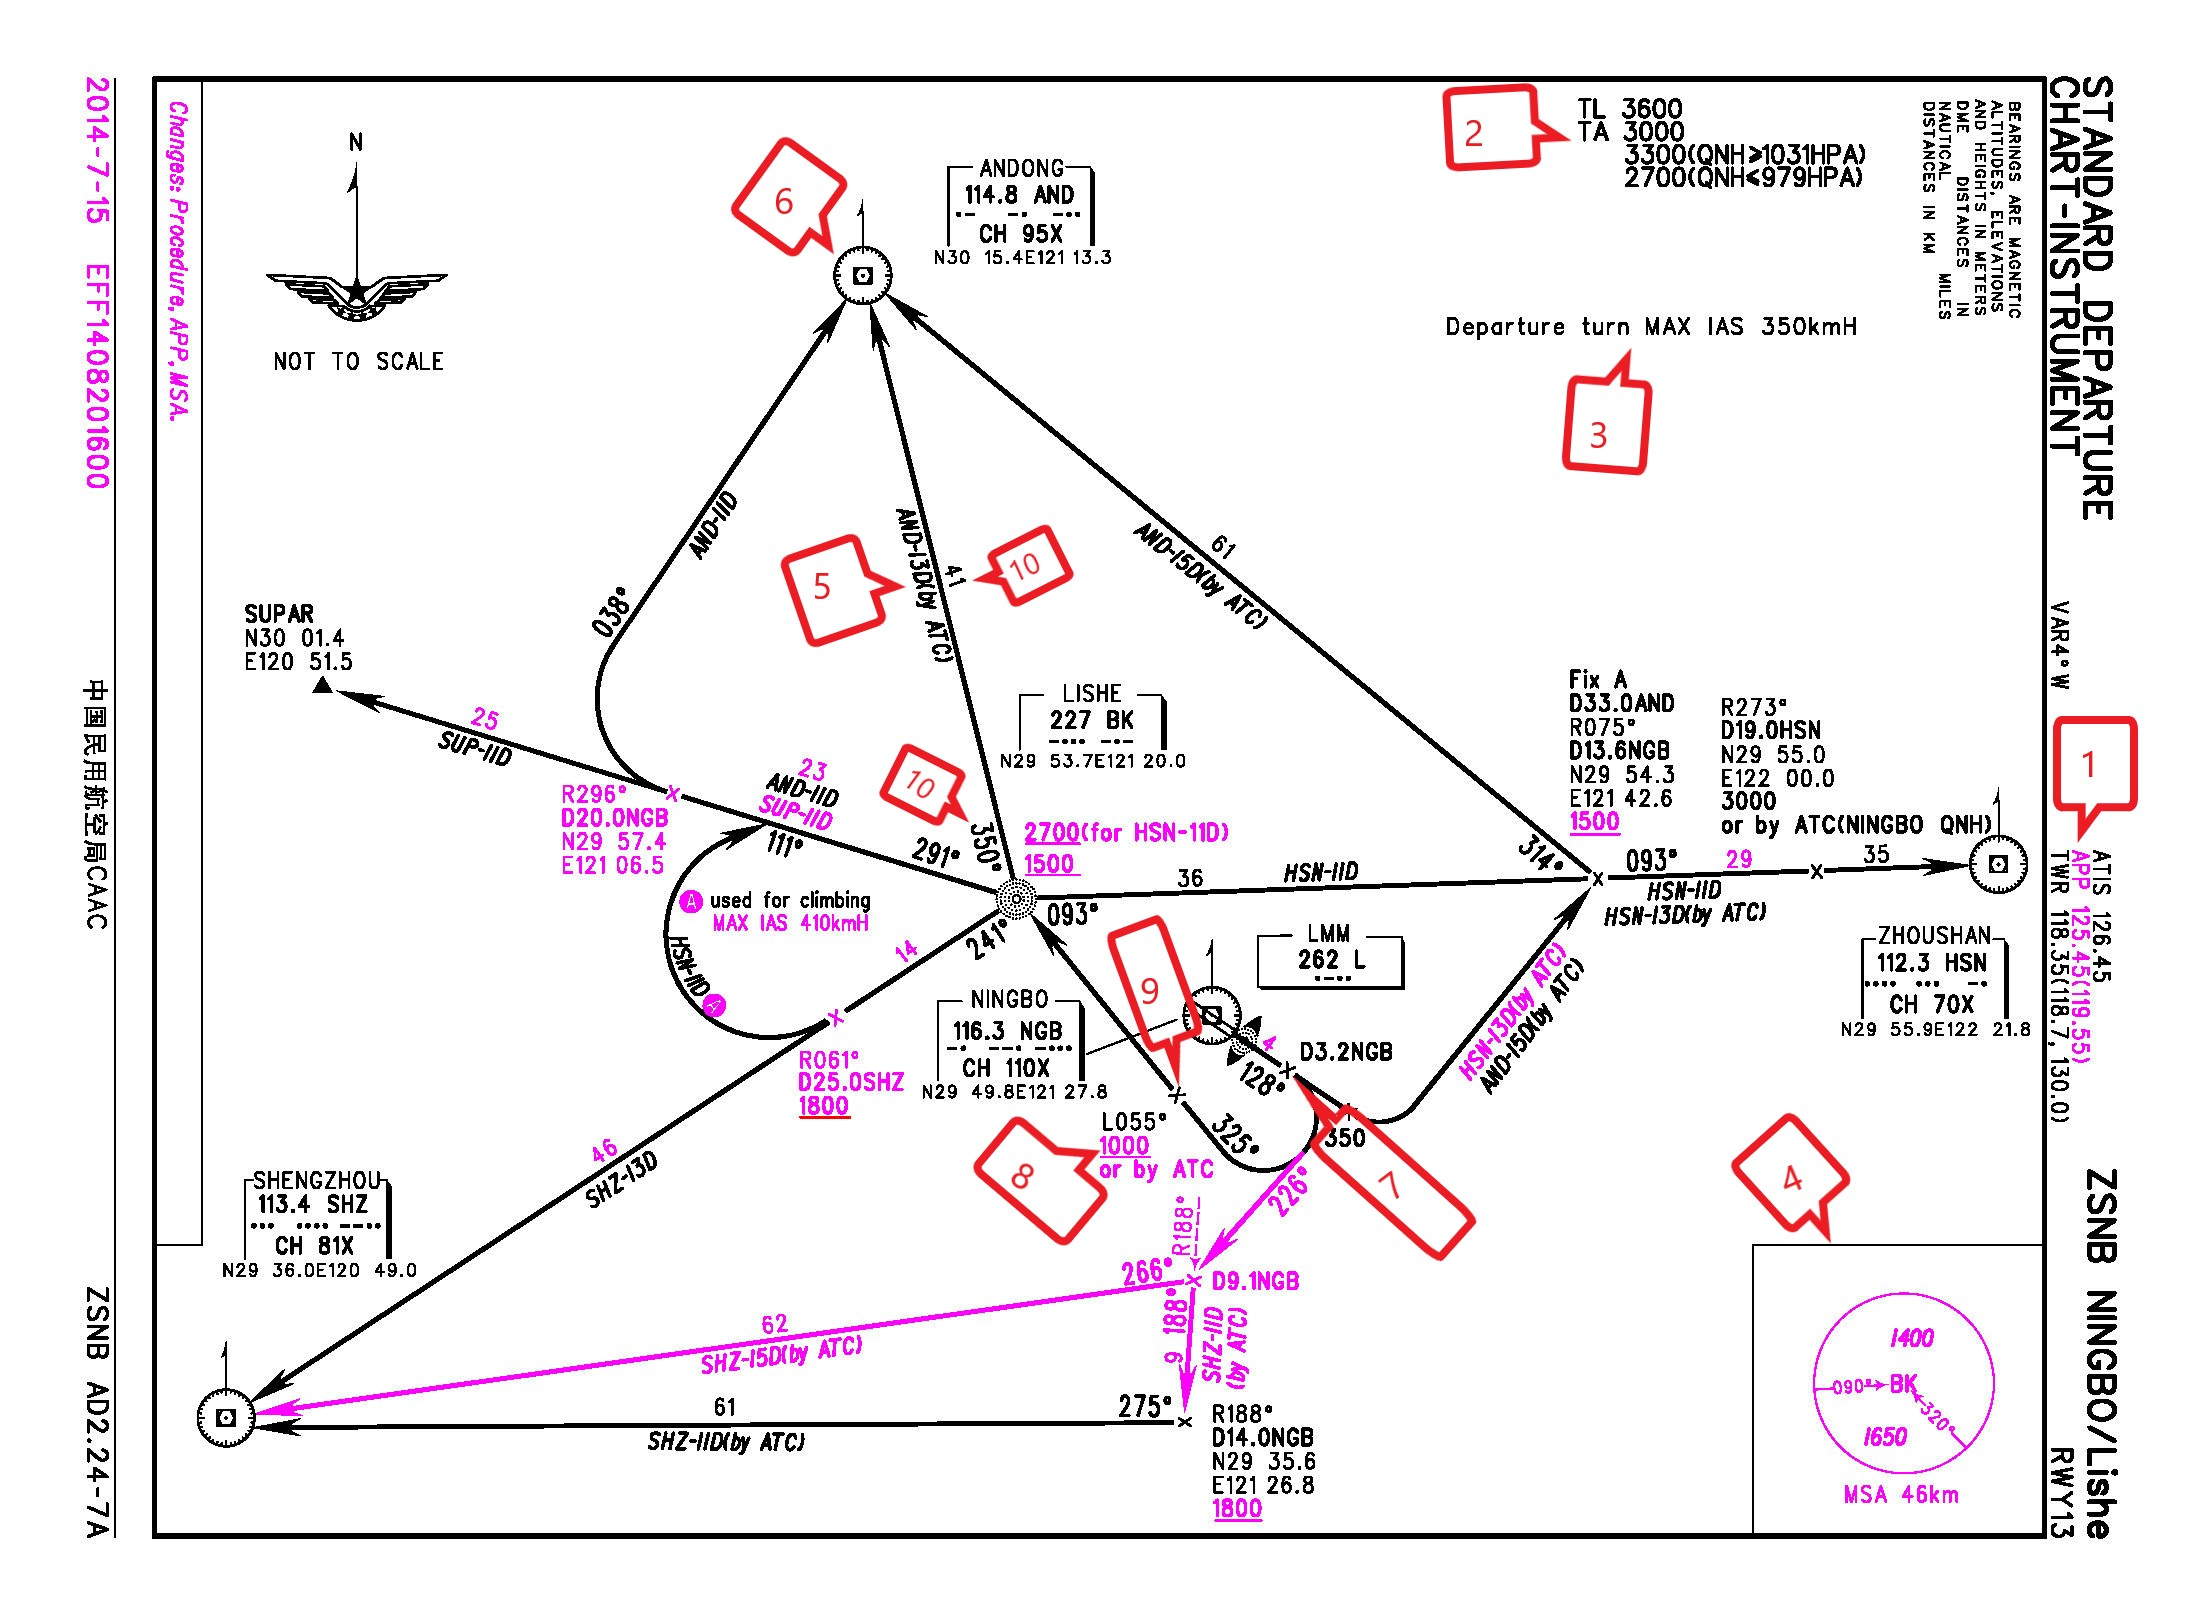 STANDARD DEPARTURE
CHART-INSTRUMENT
VAR4°W
ATIS 126.45
APP 125.45(119.55)
TWR 118.35(118.7, 130.0)
ZSNB NINGBO/Lishe
RWY13
BEARINGS ARE MAGNETIC
ALTITUDES, ELEVATIONS
AND HEIGHTS IN METERS
DME DISTANCES IN
NAUTICAL MILES
DISTANCES IN KM
1
2
TL 3600
TA 3000
3300(QNH≥1031HPA)
2700(QNH≤979HPA)
Departure turn MAX IAS 350kmH
3
N
NOT TO SCALE
6
ANDONG
114.8 AND
CH 95X
N30 15.4E121 13.3
AND-11D
038°
5
AND-13D(by ATC)
41
10
61
AND-15D(by ATC)
SUPAR
N30 01.4
E120 51.5
25
SUP-11D
R296°
D20.0NGB
N29 57.4
E121 06.5
23
AND-11D
SUP-11D
111°
291°
10
350°
LISHE
227 BK
N29 53.7E121 20.0
2700(for HSN-11D)
1500
Fix A
D33.0AND
R075°
D13.6NGB
N29 54.3
E121 42.6
1500
R273°
D19.0HSN
N29 55.0
E122 00.0
3000
or by ATC(NINGBO QNH)
314°
093°
29
35
HSN-11D
HSN-13D(by ATC)
36
HSN-11D
093°
241°
A used for climbing
MAX IAS 410kmH
HSN-11D
A
14
R061°
D25.0SHZ
1800
9
LMM
262 L
NINGBO
116.3 NGB
CH 110X
N29 49.8E121 27.8
4
D3.2NGB
128°
HSN-13D(by ATC)
AND-15D(by ATC)
ZHOUSHAN
112.3 HSN
CH 70X
N29 55.9E122 21.8
8
L055°
1000
or by ATC
325°
350
7
4
226°
46
SHZ-13D
SHENGZHOU
113.4 SHZ
CH 81X
N29 36.0E120 49.0
R188°
266°
D9.1NGB
188°
9
SHZ-11D
(by ATC)
62
SHZ-15D(by ATC)
61
SHZ-11D(by ATC)
275°
R188°
D14.0NGB
N29 35.6
E121 26.8
1800
1400
090°
BK
320°
1650
MSA 46km
Changes: Procedure, APP, MSA.
2014-7-15 EFF1408201600
中国民用航空局CAAC
ZSNB AD2.24-7A